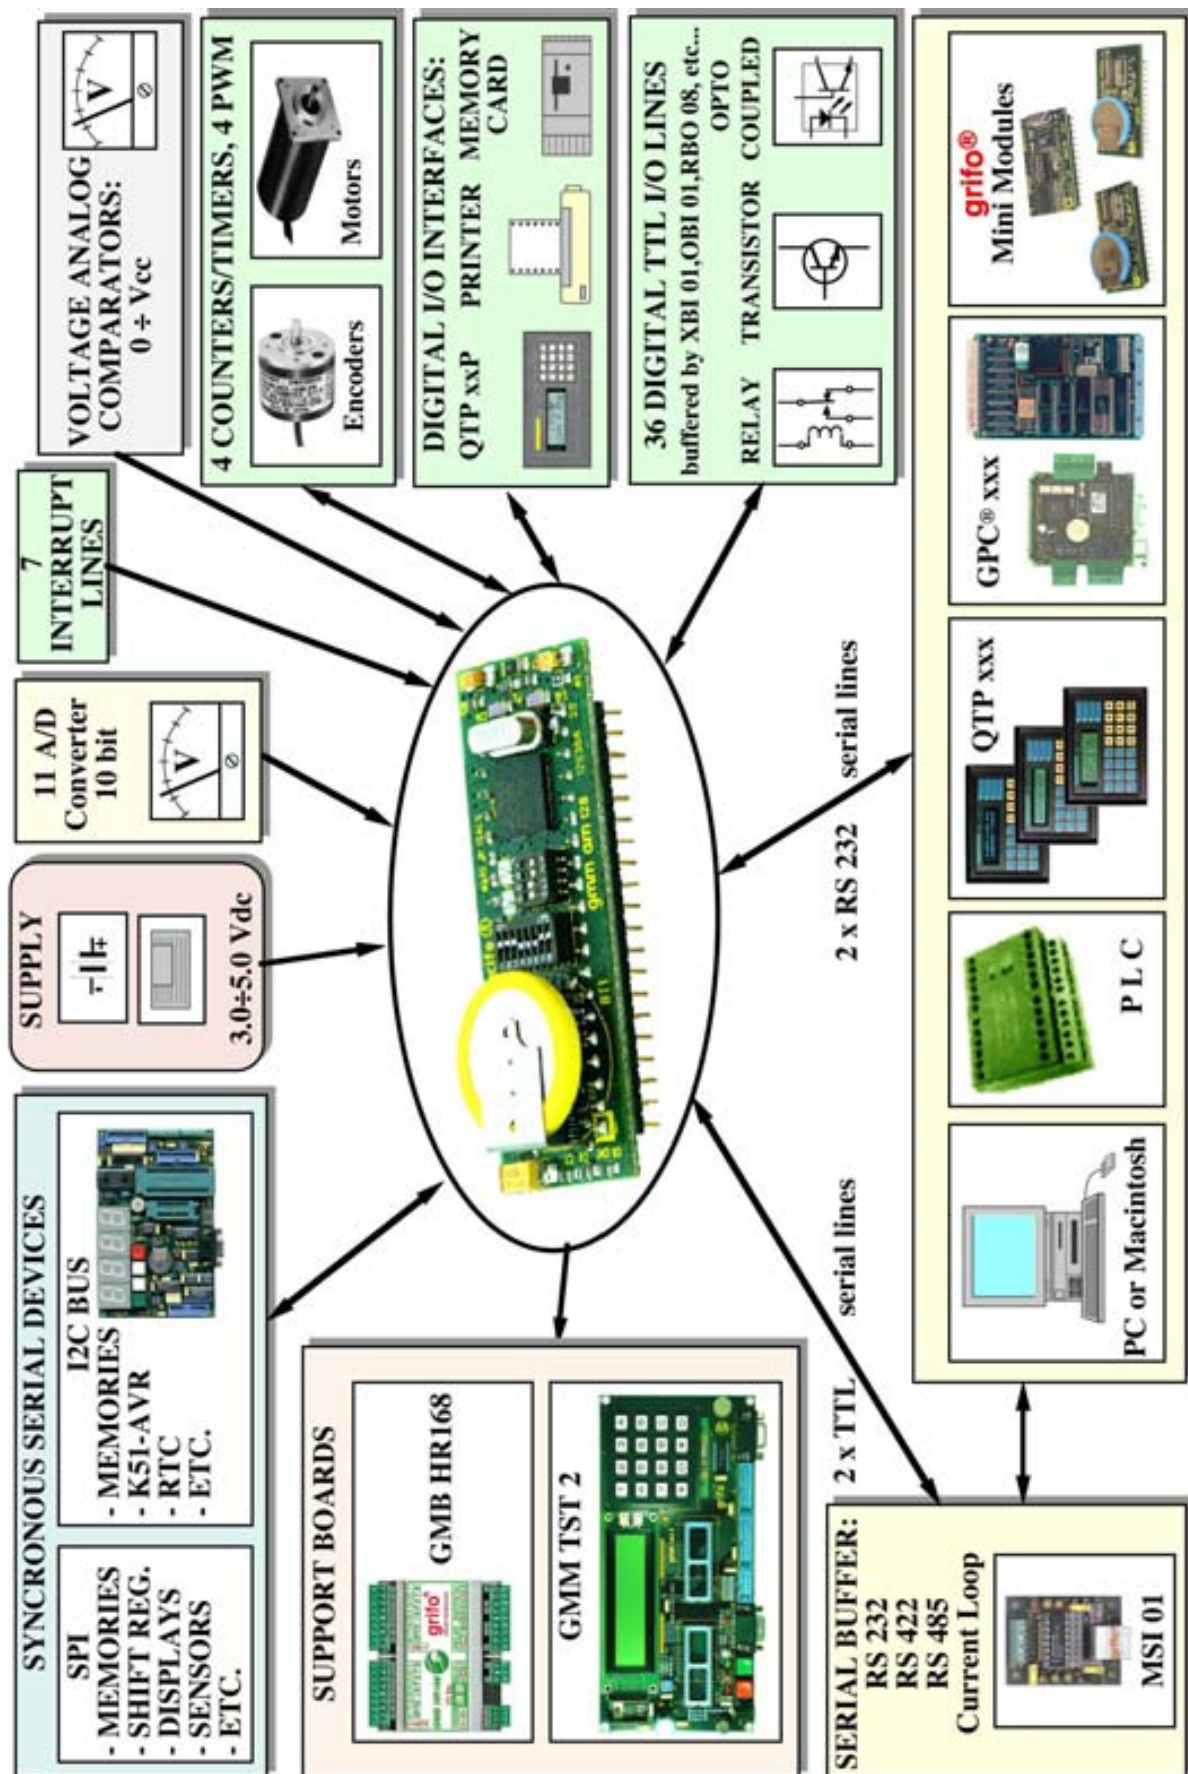 SYNCRONOUS SERIAL DEVICES
SPI
- MEMORIES
- SHIFT REG.
- DISPLAYS
- SENSORS
- ETC.
I2C BUS
- MEMORIES
- K51-AVR
- RTC
- ETC.
SUPPLY
3.0÷5.0 Vdc
11 A/D
Converter
10 bit
V
7
INTERRUPT
LINES
VOLTAGE ANALOG
COMPARATORS:
0 ÷ Vcc
V
4 COUNTERS/TIMERS, 4 PWM
Encoders
Motors
DIGITAL I/O INTERFACES:
QTP xxP
PRINTER
MEMORY
CARD
36 DIGITAL TTL I/O LINES
buffered by XBI 01,OBI 01,RBO 08, etc...
RELAY
TRANSISTOR
OPTO
COUPLED
SUPPORT BOARDS
GMB HR168
grifo®
GMM TST 2
grifo
gmm am 128
2 x TTL
serial lines
2 x RS 232
serial lines
SERIAL BUFFER:
RS 232
RS 422
RS 485
Current Loop
MSI 01
PC or Macintosh
P L C
QTP xxx
GPC® xxx
grifo®
Mini Modules